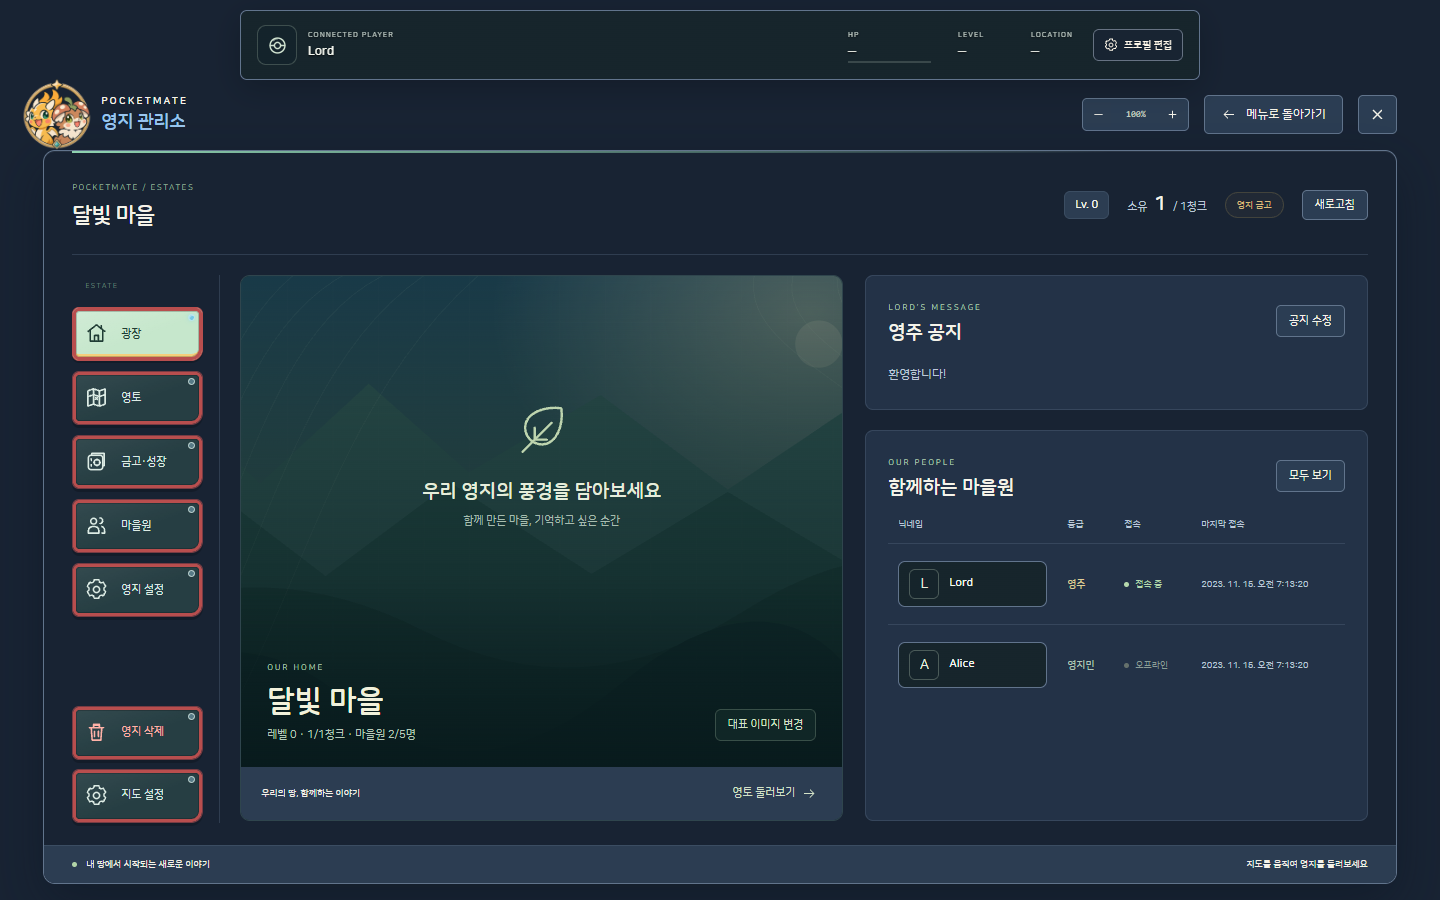 CONNECTED PLAYER
Lord
HP
—
LEVEL
—
LOCATION
—
프로필 편집
POCKETMATE
영지 관리소
− 100% +
← 메뉴로 돌아가기
×
POCKETMATE / ESTATES
달빛 마을
Lv. 0
소유 1 / 1청크
영지 금고
새로고침
ESTATE
광장
영토
금고·성장
마을원
영지 설정
영지 삭제
지도 설정
우리 영지의 풍경을 담아보세요
함께 만든 마을, 기억하고 싶은 순간
OUR HOME
달빛 마을
레벨 0 · 1/1청크 · 마을원 2/5명
대표 이미지 변경
우리의 땅, 함께하는 이야기
영토 둘러보기 →
LORD'S MESSAGE
영주 공지
공지 수정
환영합니다!
OUR PEOPLE
함께하는 마을원
모두 보기
닉네임 등급 접속 마지막 접속
L Lord 영주 접속 중 2023. 11. 15. 오전 7:13:20
A Alice 영지민 오프라인 2023. 11. 15. 오전 7:13:20
내 땅에서 시작되는 새로운 이야기
지도를 움직여 영지를 둘러보세요